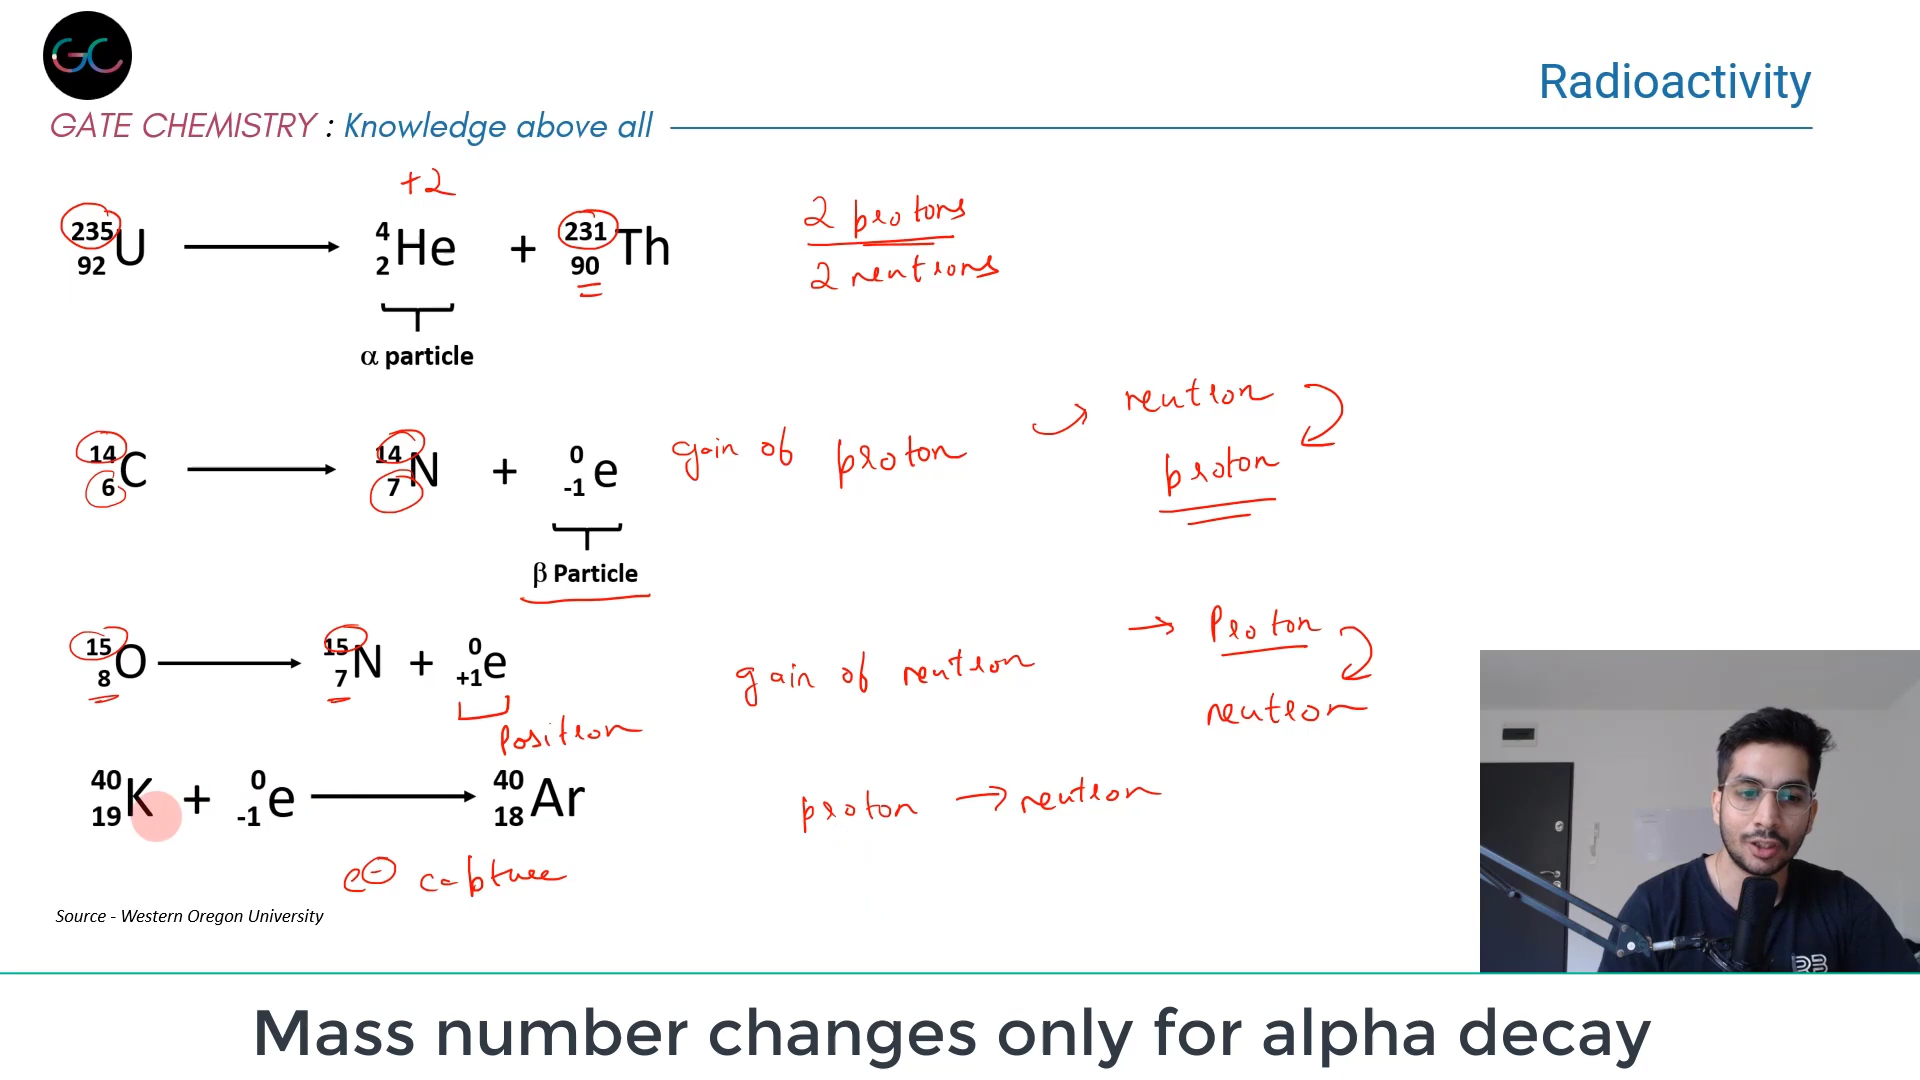 GC
Radioactivity
GATE CHEMISTRY : Knowledge above all
+2
235 92 U → 4 2 He + 231 90 Th
2 protons
2 neutrons
α particle
14 6 C → 14 7 N + 0 -1 e
gain of proton → neutron
proton
β Particle
15 8 O → 15 7 N + 0 +1 e
gain of neutron → Proton
neutron
Positron
40 19 K + 0 -1 e → 40 18 Ar
proton → neutron
e⊖ capture
Source - Western Oregon University
Mass number changes only for alpha decay